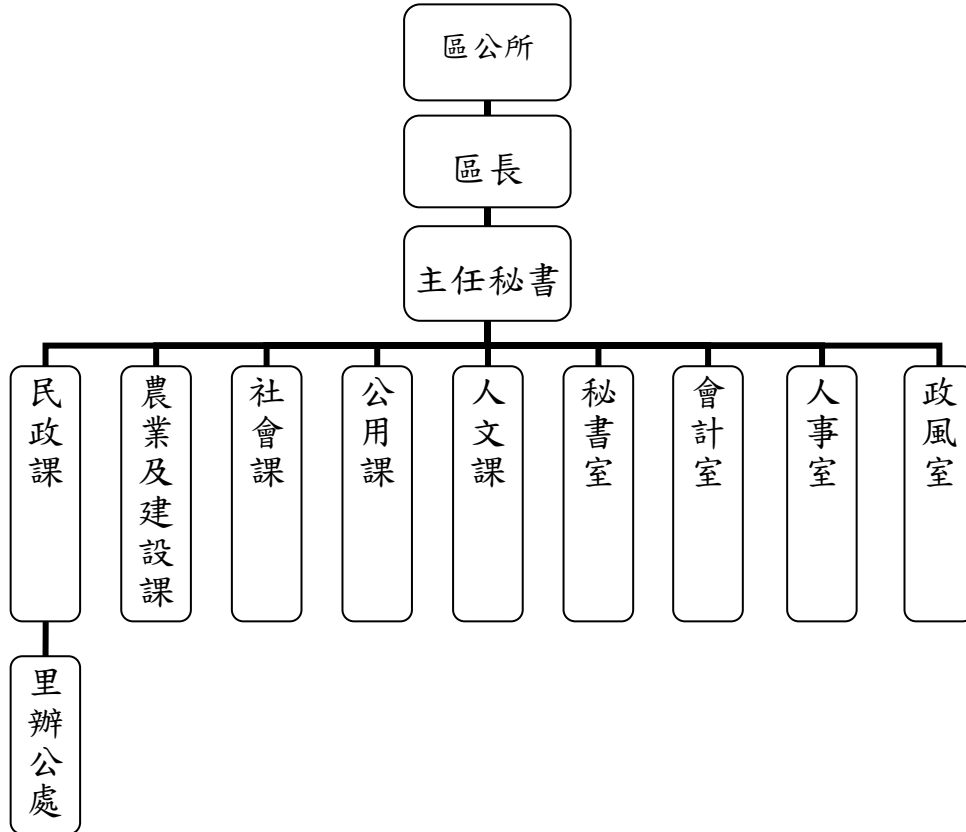 區公所
區長
主任秘書
民政課
農業及建設課
社會課
公用課
人文課
秘書室
會計室
人事室
政風室
里辦公處